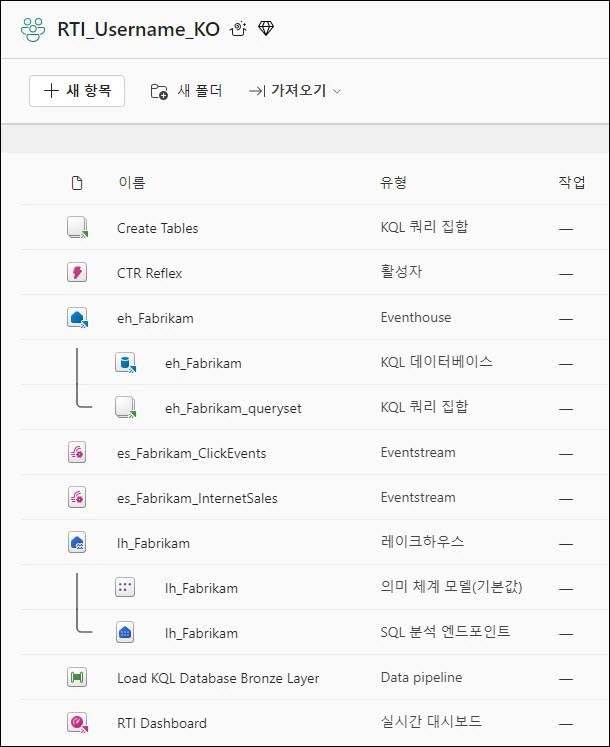 RTI_Username_KO
새 항목 새 폴더 가져오기
이름 유형 작업
Create Tables KQL 쿼리 집합 —
CTR Reflex 활성자 —
eh_Fabrikam Eventhouse —
eh_Fabrikam KQL 데이터베이스 —
eh_Fabrikam_queryset KQL 쿼리 집합 —
es_Fabrikam_ClickEvents Eventstream —
es_Fabrikam_InternetSales Eventstream —
lh_Fabrikam 레이크하우스 —
lh_Fabrikam 의미 체계 모델(기본값) —
lh_Fabrikam SQL 분석 엔드포인트 —
Load KQL Database Bronze Layer Data pipeline —
RTI Dashboard 실시간 대시보드 —